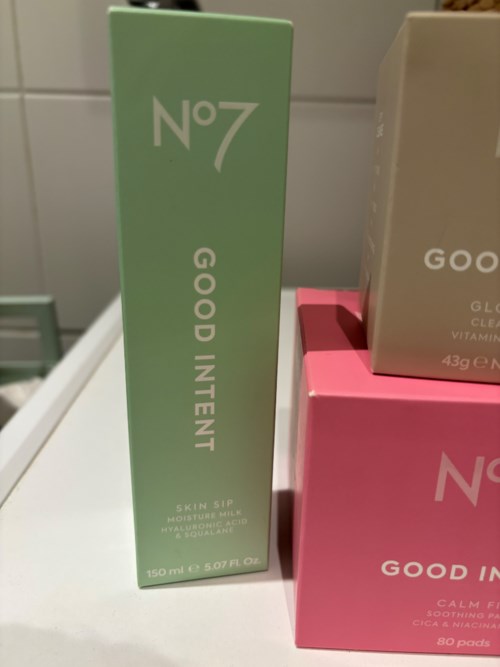 No7
GOOD INTENT
SKIN SIP
MOISTURE MILK
HYALURONIC ACID
& SQUALANE
150 ml ℮ 5.07 Fl. Oz.
GOO
GLO
CLEA
VITAMIN
43g ℮ N
No
GOOD IN
CALM F
SOOTHING PA
CICA & NIACINA
80 pads